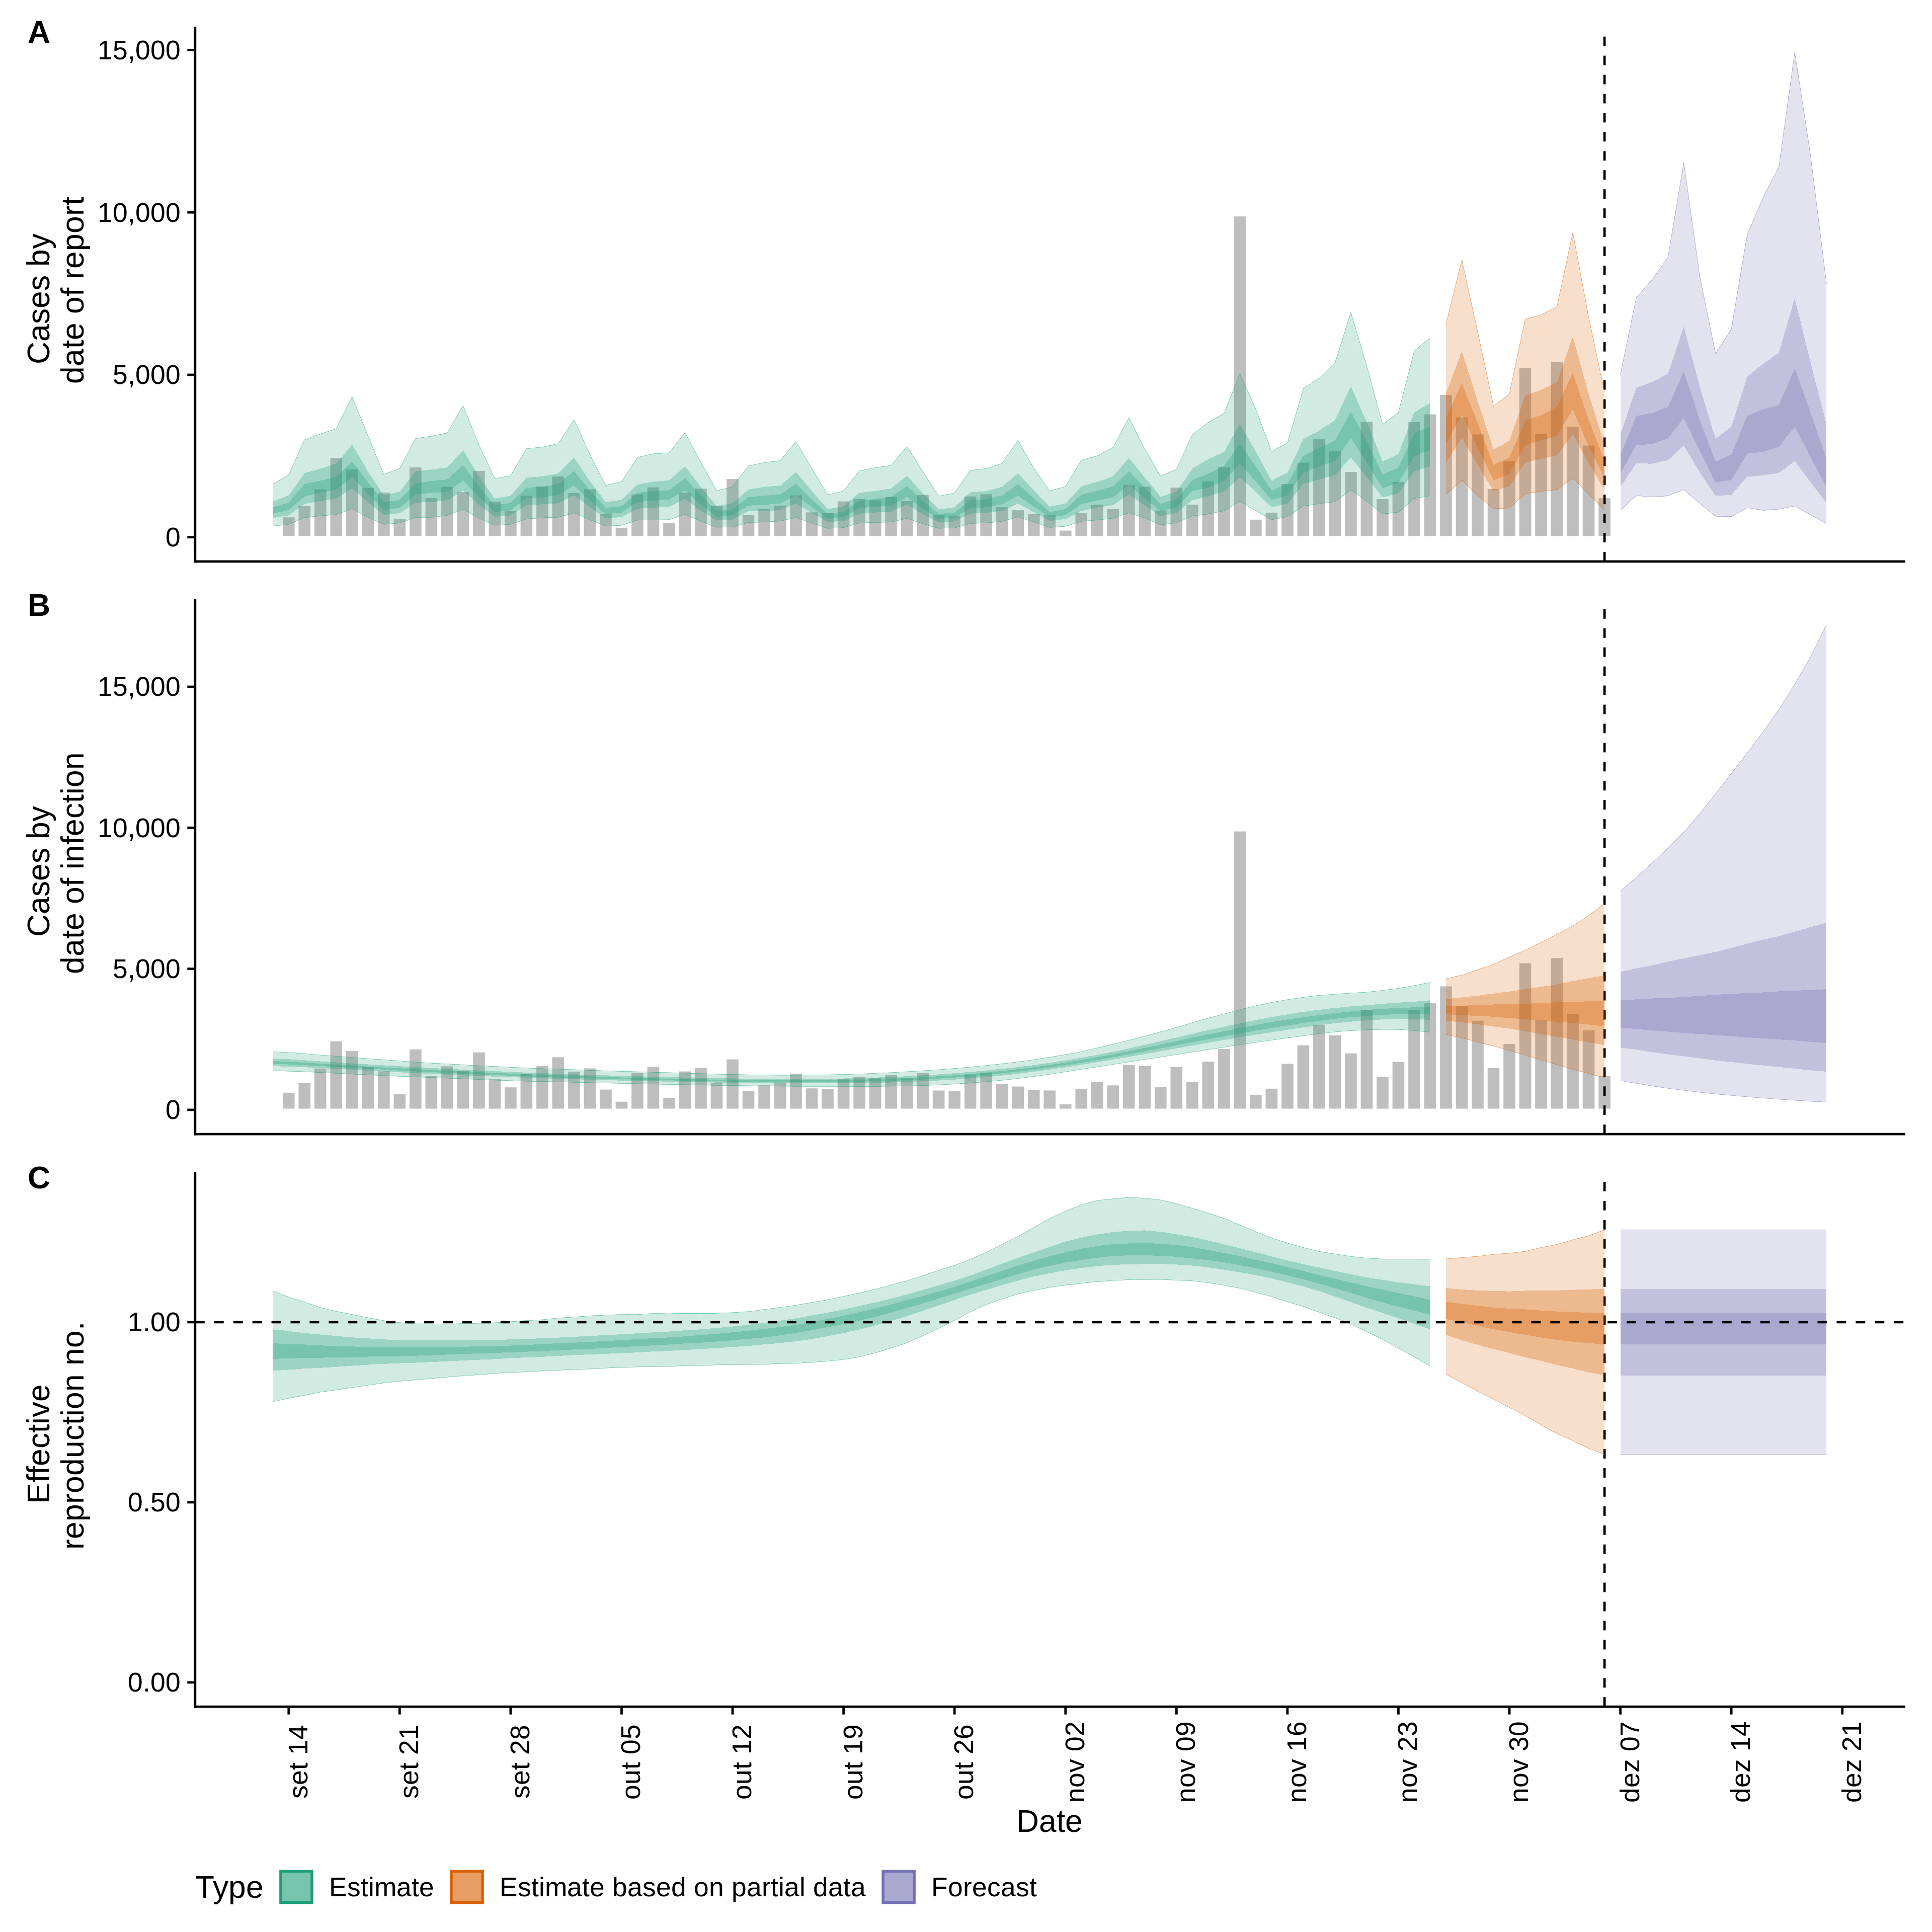 A
15,000
10,000
5,000
0
Cases by
date of report
B
15,000
10,000
5,000
0
Cases by
date of infection
C
1.00
0.50
0.00
Effective
reproduction no.
set 14
set 21
set 28
out 05
out 12
out 19
out 26
nov 02
nov 09
nov 16
nov 23
nov 30
dez 07
dez 14
dez 21
Date
Type Estimate Estimate based on partial data Forecast